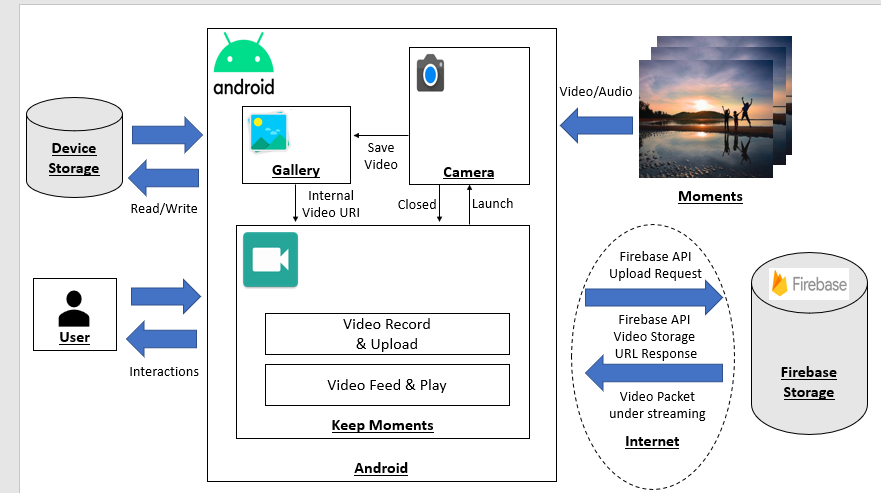 android
Device
Storage
Read/Write
Gallery
Save
Video
Camera
Video/Audio
Moments
Internal
Video URI
Closed
Launch
User
Interactions
Video Record
& Upload
Video Feed & Play
Keep Moments
Android
Firebase API
Upload Request
Firebase API
Video Storage
URL Response
Video Packet
under streaming
Internet
Firebase
Firebase
Storage